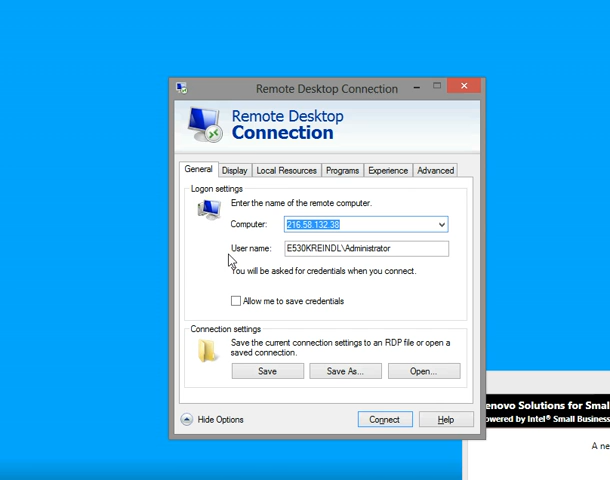 Remote Desktop Connection
Remote Desktop
Connection
General Display Local Resources Programs Experience Advanced
Logon settings
Enter the name of the remote computer.
Computer: 216.58.132.38
User name: E530KREINDL\Administrator
You will be asked for credentials when you connect.
Allow me to save credentials
Connection settings
Save the current connection settings to an RDP file or open a
saved connection.
Save Save As... Open...
Hide Options Connect Help
enovo Solutions for Smal
owered by Intel® Small Business
A ne